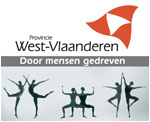 Provincie
West-Vlaanderen
Door mensen gedreven